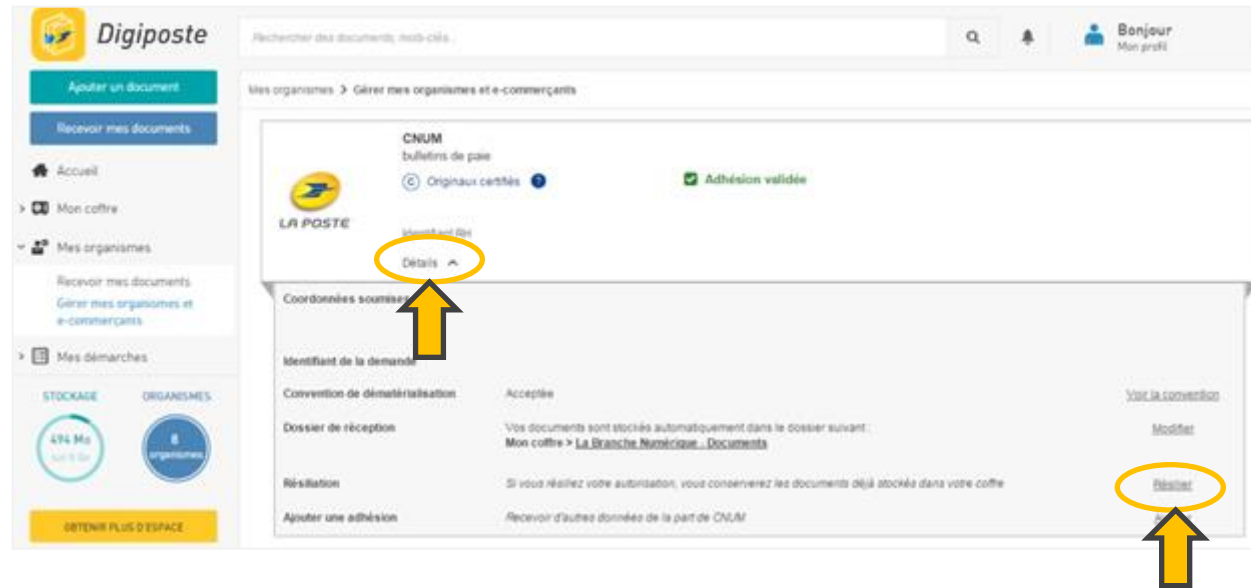 Digiposte
Rechercher des documents, mots-clés...
Bonjour
Mon profil
Ajouter un document
Recevoir mes documents
Accueil
Mon coffre
Mes organismes
Recevoir mes documents
Gérer mes organismes et
e-commerçants
Mes démarches
STOCKAGE ORGANISMES
494 Mo
8
organismes
OBTENIR PLUS D'ESPACE
Mes organismes > Gérer mes organismes et e-commerçants
LA POSTE
CNUM
bulletins de paie
C Originaux certifiés ?
Adhésion validée
Identifiant RH
Détails
Coordonnées soumises
Identifiant de la demande
Convention de dématérialisation Acceptée Voir la convention
Dossier de réception Vos documents sont stockés automatiquement dans le dossier suivant : Modifier
Mon coffre > La Branche Numérique - Documents
Résiliation Si vous résiliez votre autorisation, vous conserverez les documents déjà stockés dans votre coffre Résilier
Ajouter une adhésion Recevoir d'autres données de la part de CNUM